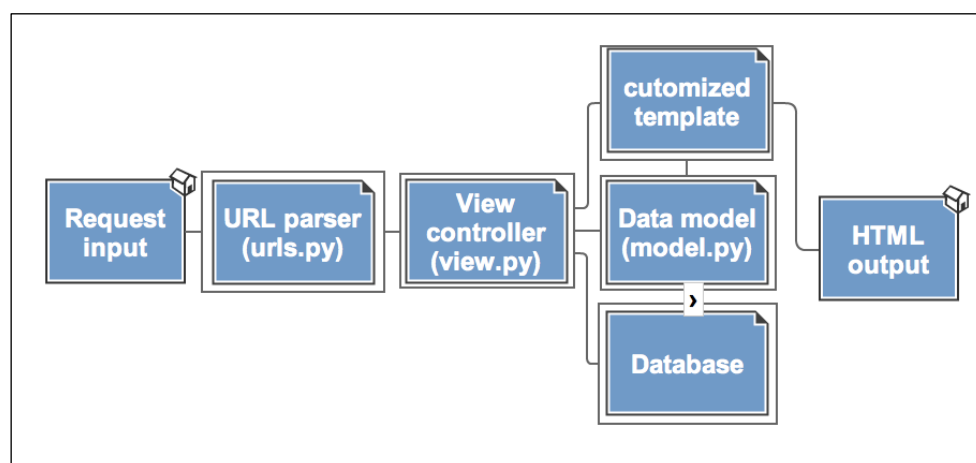 Request
input
URL parser
(urls.py)
View
controller
(view.py)
cutomized
template
Data model
(model.py)
›
Database
HTML
output